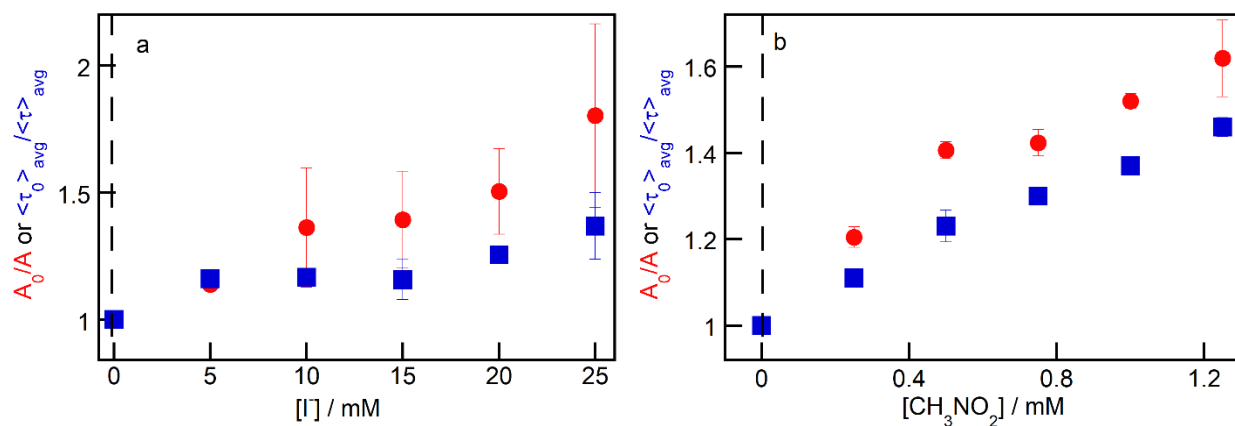 a
A0/A or <τ0>avg/<τ>avg
2
1.5
1
0 5 10 15 20 25
[I-] / mM
b
A0/A or <τ0>avg/<τ>avg
1.6
1.4
1.2
1
0 0.4 0.8 1.2
[CH3NO2] / mM